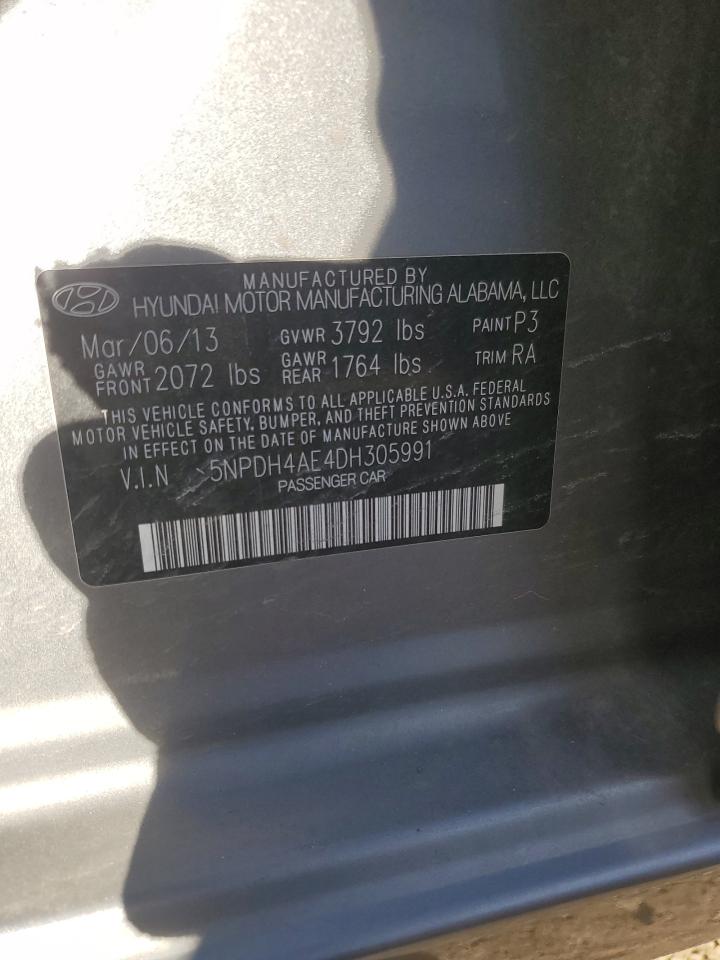 MANUFACTURED BY
HYUNDAI MOTOR MANUFACTURING ALABAMA, LLC
Mar/06/13 GVWR 3792 lbs PAINT P3
GAWR FRONT 2072 lbs GAWR REAR 1764 lbs TRIM RA
THIS VEHICLE CONFORMS TO ALL APPLICABLE U.S.A. FEDERAL
MOTOR VEHICLE SAFETY, BUMPER, AND THEFT PREVENTION STANDARDS
IN EFFECT ON THE DATE OF MANUFACTURE SHOWN ABOVE
V.I.N 5NPDH4AE4DH305991
PASSENGER CAR